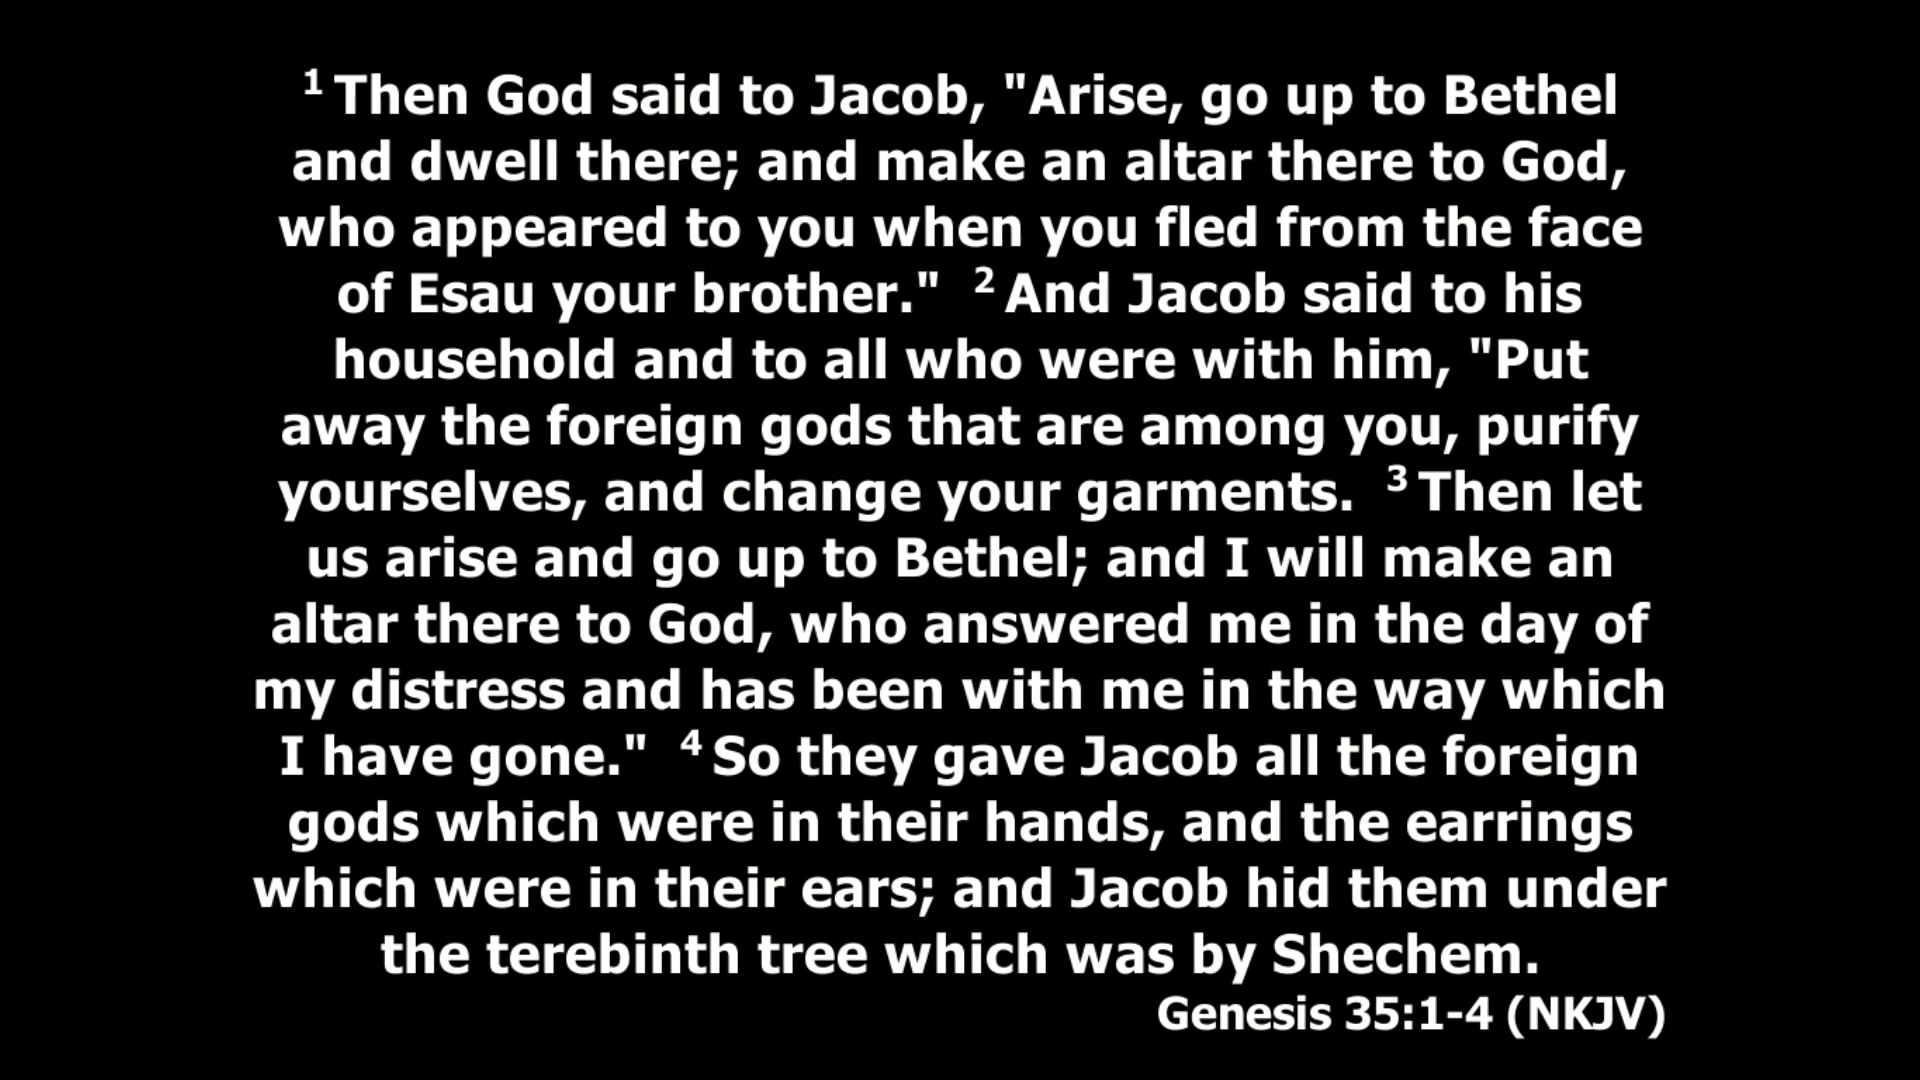 1 Then God said to Jacob, "Arise, go up to Bethel
and dwell there; and make an altar there to God,
who appeared to you when you fled from the face
of Esau your brother."  2 And Jacob said to his
household and to all who were with him, "Put
away the foreign gods that are among you, purify
yourselves, and change your garments.  3 Then let
us arise and go up to Bethel; and I will make an
altar there to God, who answered me in the day of
my distress and has been with me in the way which
I have gone."  4 So they gave Jacob all the foreign
gods which were in their hands, and the earrings
which were in their ears; and Jacob hid them under
the terebinth tree which was by Shechem.
Genesis 35:1-4 (NKJV)